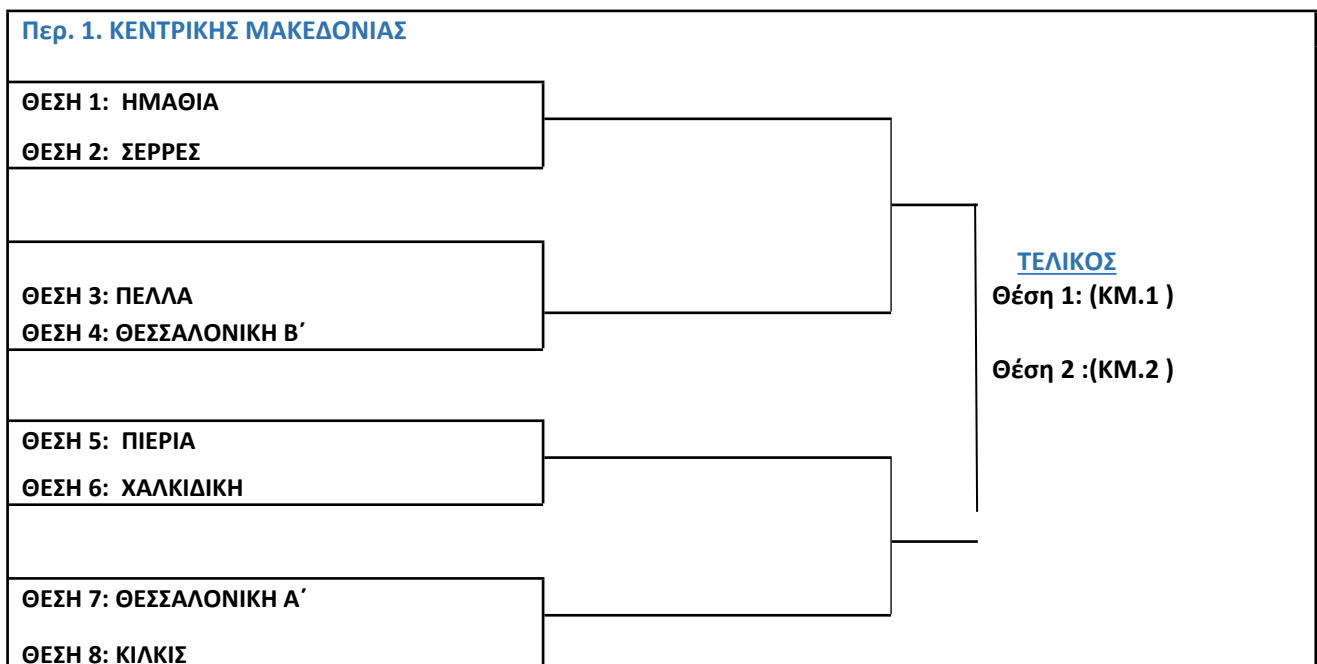 Περ. 1. ΚΕΝΤΡΙΚΗΣ ΜΑΚΕΔΟΝΙΑΣ
ΘΕΣΗ 1: ΗΜΑΘΙΑ
ΘΕΣΗ 2: ΣΕΡΡΕΣ
ΘΕΣΗ 3: ΠΕΛΛΑ
ΘΕΣΗ 4: ΘΕΣΣΑΛΟΝΙΚΗ Β΄
ΤΕΛΙΚΟΣ
Θέση 1: (ΚΜ.1 )
Θέση 2 :(ΚΜ.2 )
ΘΕΣΗ 5: ΠΙΕΡΙΑ
ΘΕΣΗ 6: ΧΑΛΚΙΔΙΚΗ
ΘΕΣΗ 7: ΘΕΣΣΑΛΟΝΙΚΗ Α΄
ΘΕΣΗ 8: ΚΙΛΚΙΣ